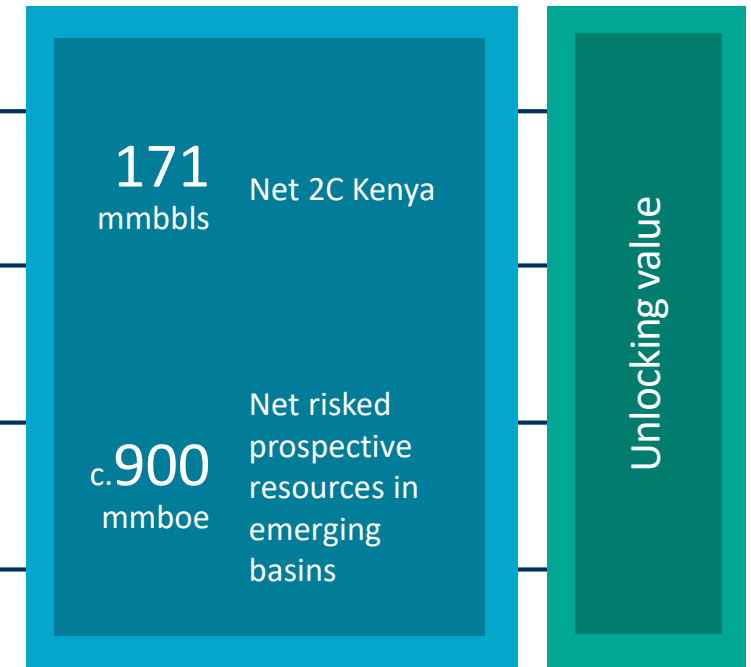 171
mmbbls
Net 2C Kenya
c.900
mmboe
Net risked
prospective
resources in
emerging
basins
Unlocking value